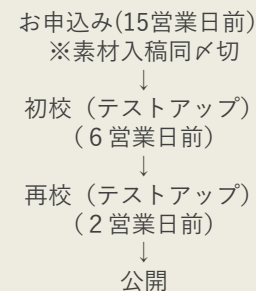 お申込み(15営業日前)
※素材入稿同〆切
↓
初校（テストアップ）
（６営業日前）
↓
再校（テストアップ）
（２営業日前）
↓
公開